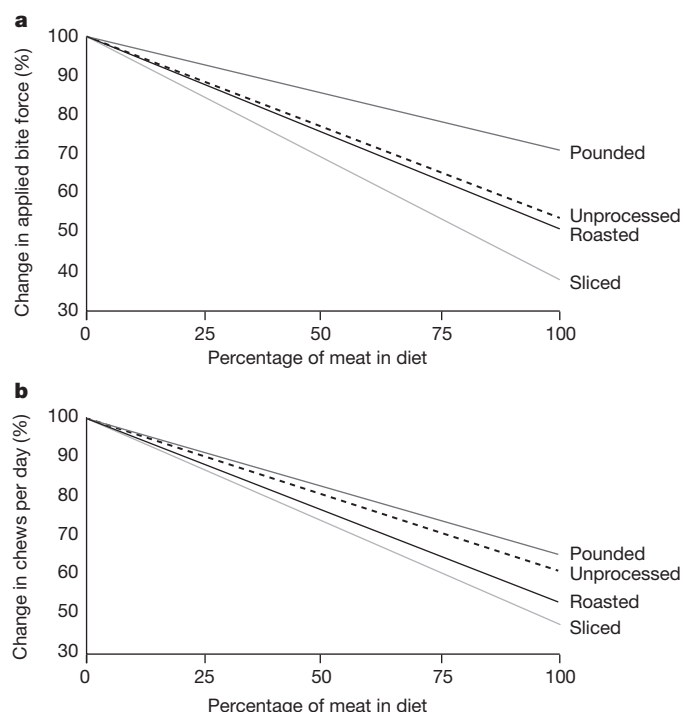 a
Change in applied bite force (%)
100
90
80
70
60
50
40
30
Pounded
Unprocessed
Roasted
Sliced
0 25 50 75 100
Percentage of meat in diet
b
Change in chews per day (%)
100
90
80
70
60
50
40
30
Pounded
Unprocessed
Roasted
Sliced
0 25 50 75 100
Percentage of meat in diet